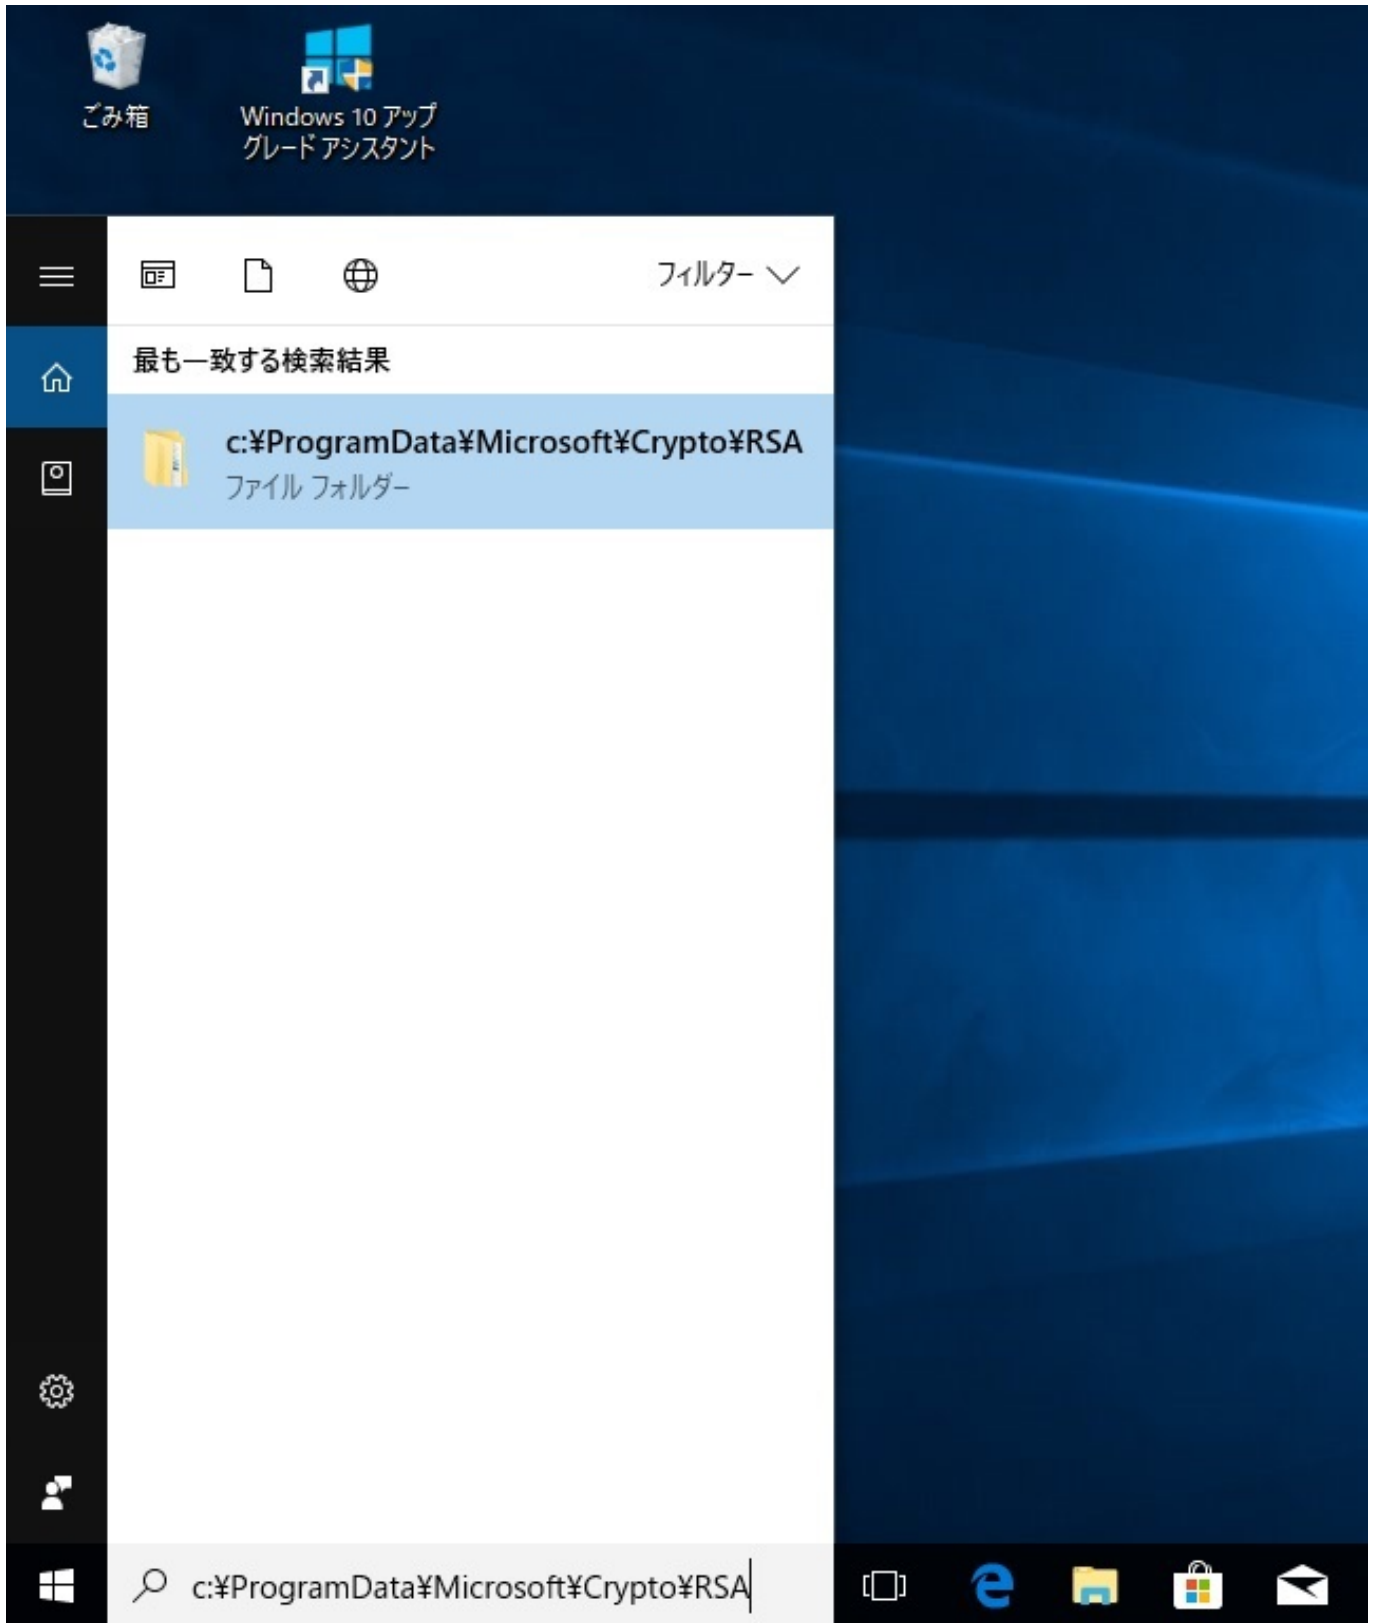 ごみ箱
Windows 10 アップ
グレード アシスタント
フィルター
最も一致する検索結果
c:¥ProgramData¥Microsoft¥Crypto¥RSA
ファイル フォルダー
c:¥ProgramData¥Microsoft¥Crypto¥RSA